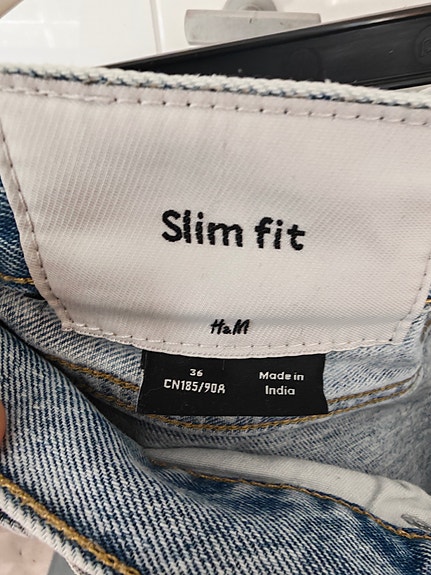 Slim fit
H&M
36
CN185/90A
Made in
India